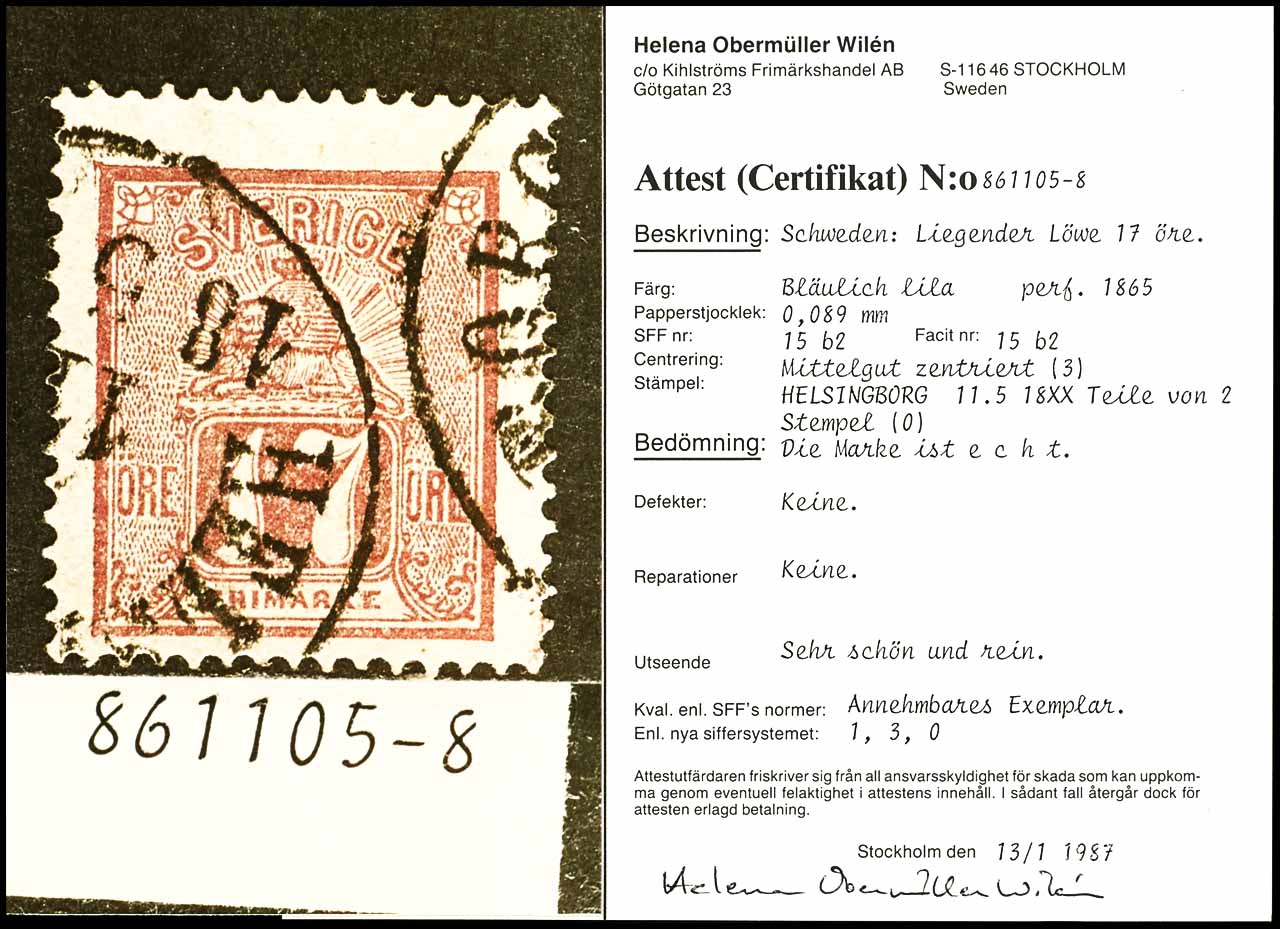 SVERIGE
17
ÖRE ÖRE
FRIMÄRKE
861105-8
Helena Obermüller Wilén
c/o Kihlströms Frimärkshandel AB S-116 46 STOCKHOLM
Götgatan 23 Sweden
Attest (Certifikat) N:o 861105-8
Beskrivning: Schweden: Liegender Löwe 17 öre.
Färg: Bläulich lila perf. 1865
Papperstjocklek: 0,089 mm
SFF nr: 15 b2 Facit nr: 15 b2
Centrering: Mittelgut zentriert (3)
Stämpel: HELSINGBORG 11.5 18XX Teile von 2
Stempel (0)
Bedömning: Die Marke ist e c h t.
Defekter: Keine.
Reparationer Keine.
Utseende Sehr schön und rein.
Kval. enl. SFF's normer: Annehmbares Exemplar.
Enl. nya siffersystemet: 1, 3, 0
Attestutfärdaren friskriver sig från all ansvarsskyldighet för skada som kan uppkom-
ma genom eventuell felaktighet i attestens innehåll. I sådant fall återgår dock för
attesten erlagd betalning.
Stockholm den 13/1 1987
Helena Obermüller Wilén